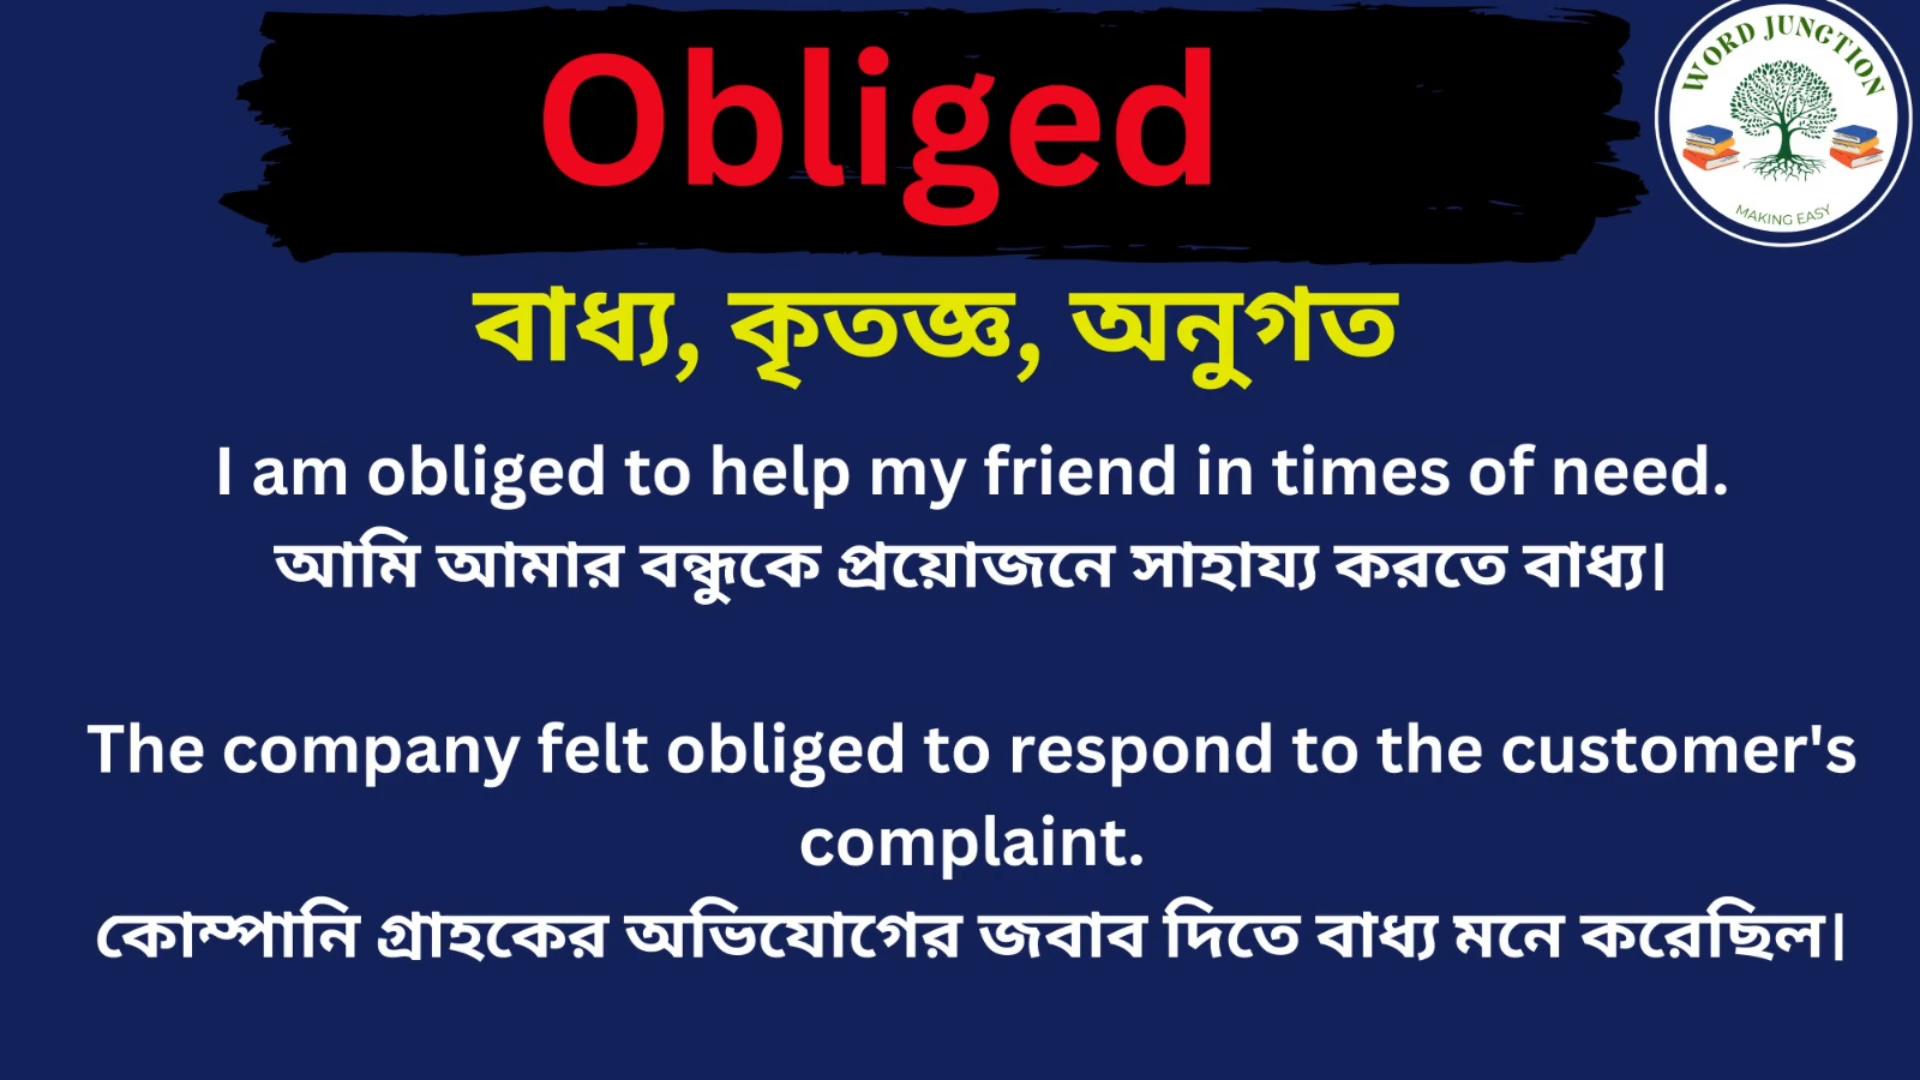 Obliged
WORD JUNCTION
MAKING EASY
বাধ্য, কৃতজ্ঞ, অনুগত
I am obliged to help my friend in times of need.
আমি আমার বন্ধুকে প্রয়োজনে সাহায্য করতে বাধ্য।
The company felt obliged to respond to the customer's
complaint.
কোম্পানি গ্রাহকের অভিযোগের জবাব দিতে বাধ্য মনে করেছিল।